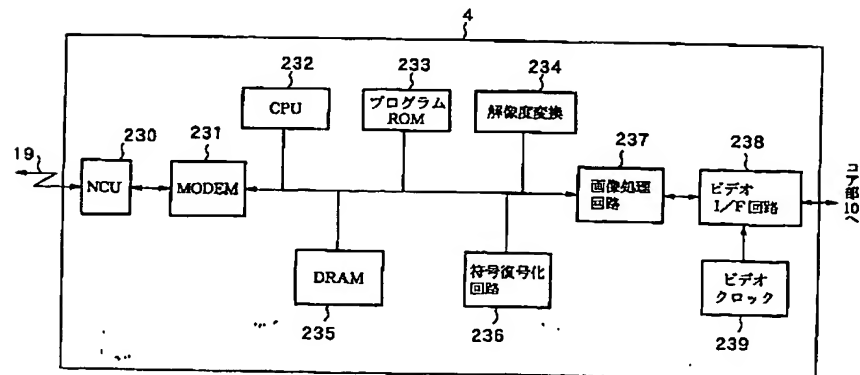 4
232
233
234
CPU
プログラム
ROM
解像度変換
19
230
231
237
238
NCU
MODEM
画像処理
回路
ビデオ
I/F回路
コア部10へ
DRAM
符号復号化
回路
ビデオ
クロック
235
236
239